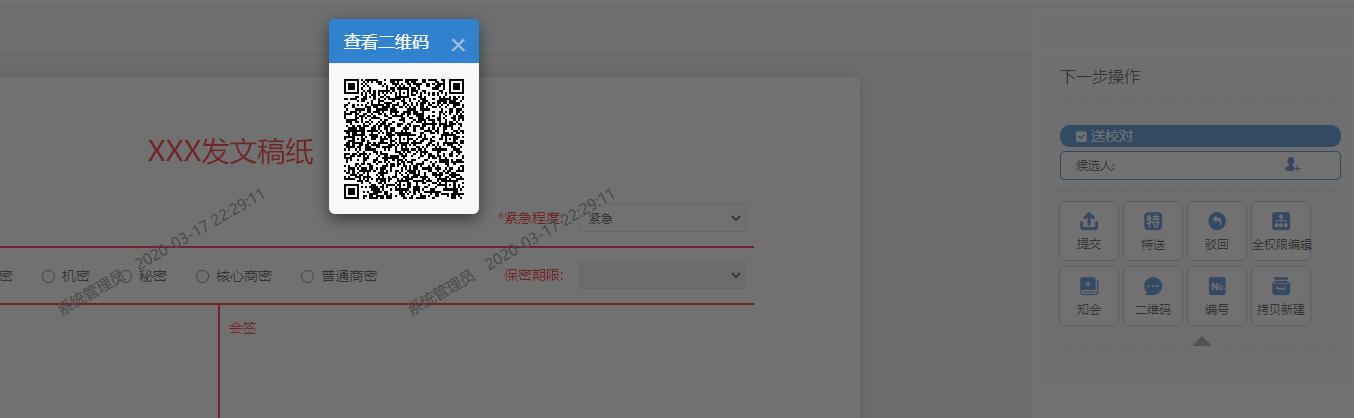 查看二维码 ×
下一步操作
XXX发文稿纸
送校对
候选人:
系统管理员 2020-03-17 22:29:11
系统管理员 2020-03-17 22:29:11
*紧急程度: 紧急
提交 特送 驳回 全权限编辑
密 机密 秘密 核心商密 普通商密 保密期限:
知会 二维码 编号 拷贝新建
会签
特
No.